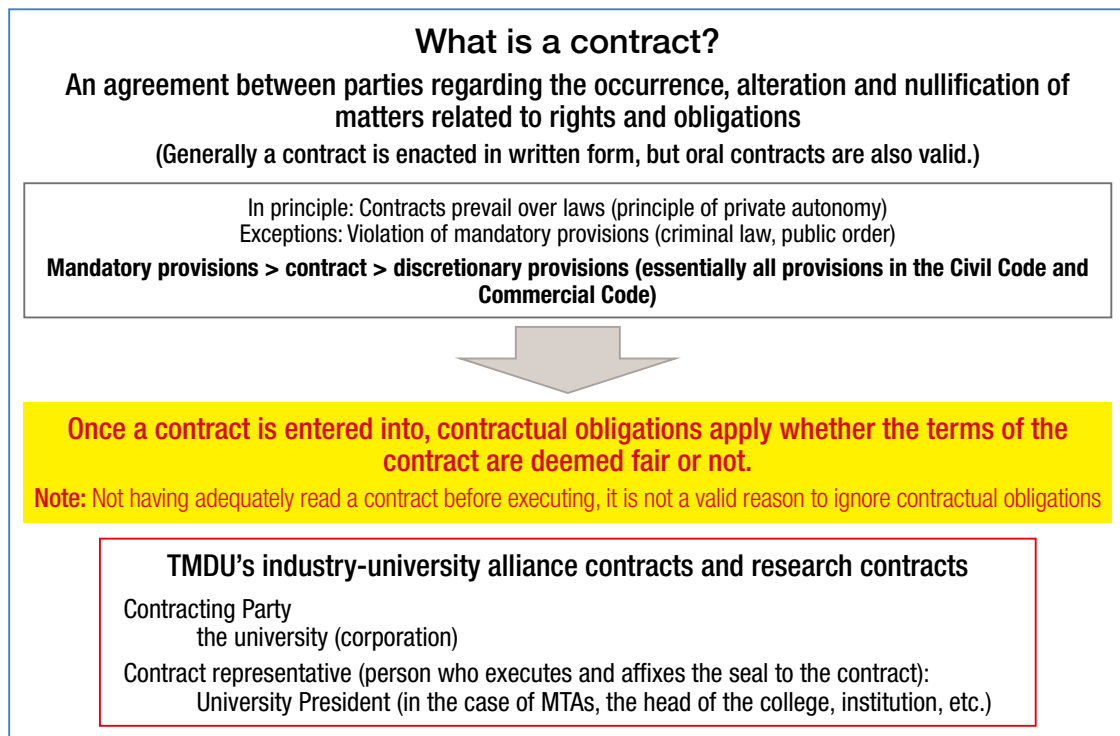 What is a contract?
An agreement between parties regarding the occurrence, alteration and nullification of
matters related to rights and obligations
(Generally a contract is enacted in written form, but oral contracts are also valid.)
In principle: Contracts prevail over laws (principle of private autonomy)
Exceptions: Violation of mandatory provisions (criminal law, public order)
Mandatory provisions > contract > discretionary provisions (essentially all provisions in the Civil Code and
Commercial Code)
Once a contract is entered into, contractual obligations apply whether the terms of the
contract are deemed fair or not.
Note: Not having adequately read a contract before executing, it is not a valid reason to ignore contractual obligations
TMDU’s industry-university alliance contracts and research contracts
Contracting Party
the university (corporation)
Contract representative (person who executes and affixes the seal to the contract):
University President (in the case of MTAs, the head of the college, institution, etc.)